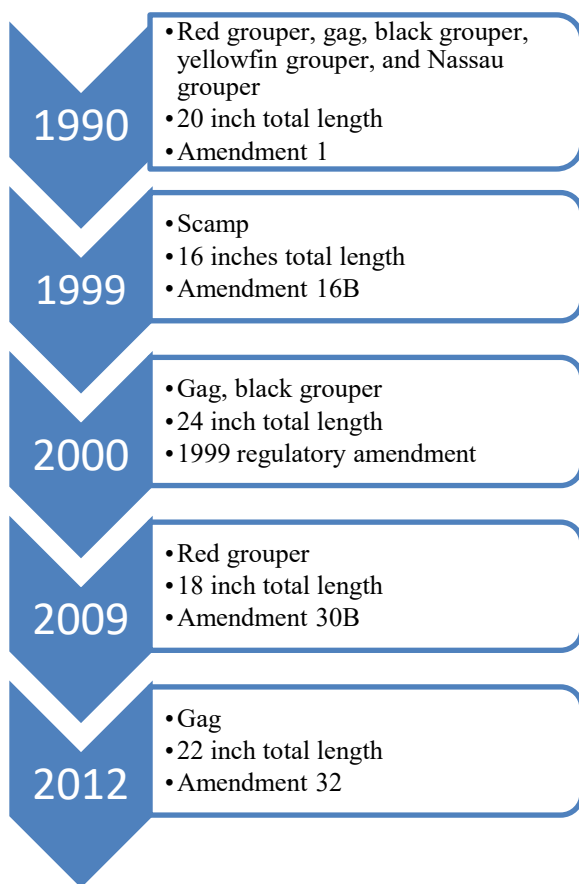 1990
•Red grouper, gag, black grouper,
yellowfin grouper, and Nassau
grouper
•20 inch total length
•Amendment 1
1999
•Scamp
•16 inches total length
•Amendment 16B
2000
•Gag, black grouper
•24 inch total length
•1999 regulatory amendment
2009
•Red grouper
•18 inch total length
•Amendment 30B
2012
•Gag
•22 inch total length
•Amendment 32